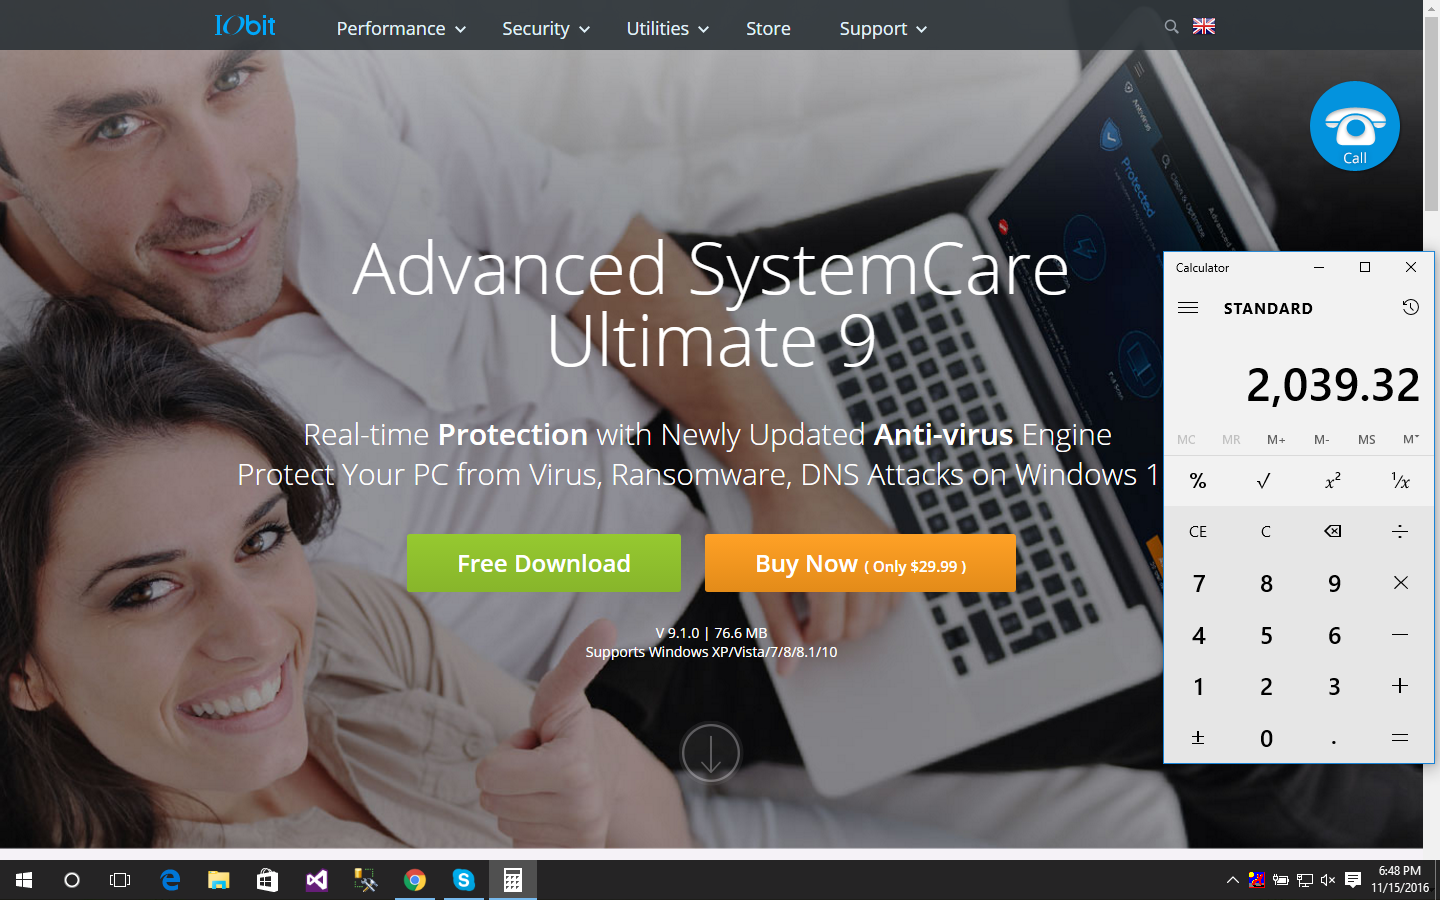 IObit
Performance
Security
Utilities
Store
Support
Call
Antivirus
Protected
Advanced SystemCare
Ultimate 9
Real-time Protection with Newly Updated Anti-virus Engine
Protect Your PC from Virus, Ransomware, DNS Attacks on Windows 1
Free Download
Buy Now ( Only $29.99 )
V 9.1.0 | 76.6 MB
Supports Windows XP/Vista/7/8/8.1/10
Calculator
STANDARD
2,039.32
MC MR M+ M- MS M˅
% √ x² ¹/x
CE C ÷
7 8 9 ×
4 5 6 −
1 2 3 +
± 0 . =
6:48 PM
11/15/2016